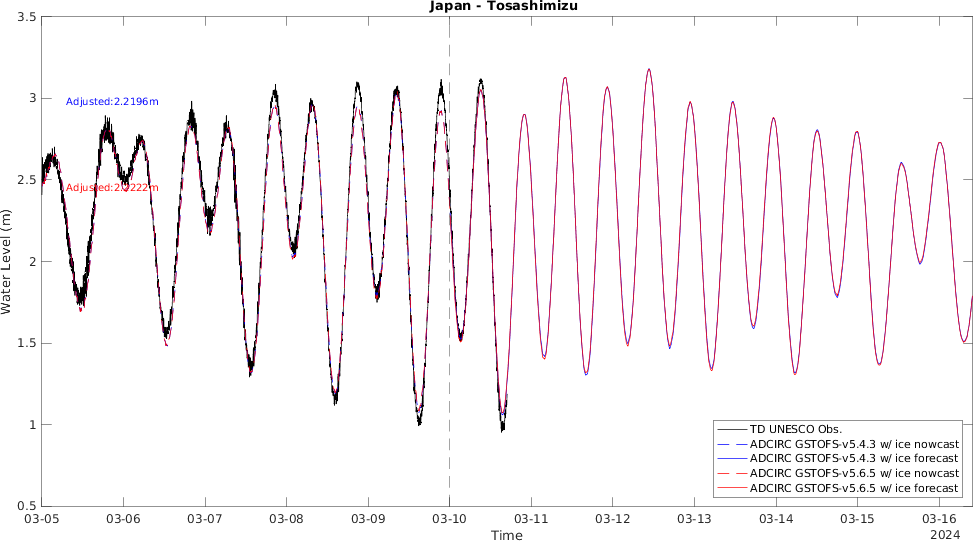 Japan - Tosashimizu
3.5
3
2.5
2
1.5
1
0.5
Water Level (m)
Adjusted:2.2196m
Adjusted:2.2222m
TD UNESCO Obs.
ADCIRC GSTOFS-v5.4.3 w/ ice nowcast
ADCIRC GSTOFS-v5.4.3 w/ ice forecast
ADCIRC GSTOFS-v5.6.5 w/ ice nowcast
ADCIRC GSTOFS-v5.6.5 w/ ice forecast
03-05 03-06 03-07 03-08 03-09 03-10 03-11 03-12 03-13 03-14 03-15 03-16
Time
2024